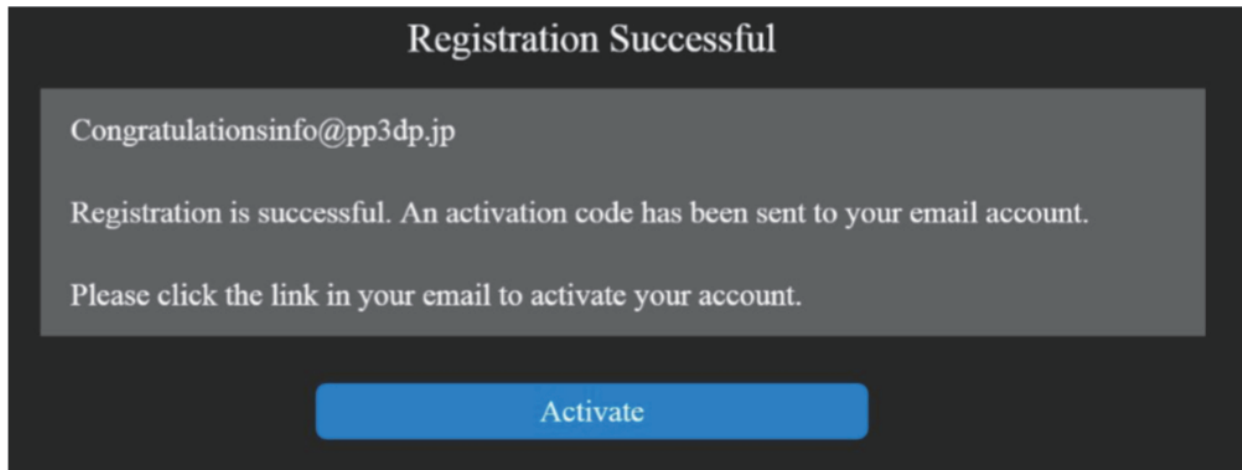 Registration Successful
Congratulationsinfo@pp3dp.jp
Registration is successful. An activation code has been sent to your email account.
Please click the link in your email to activate your account.
Activate